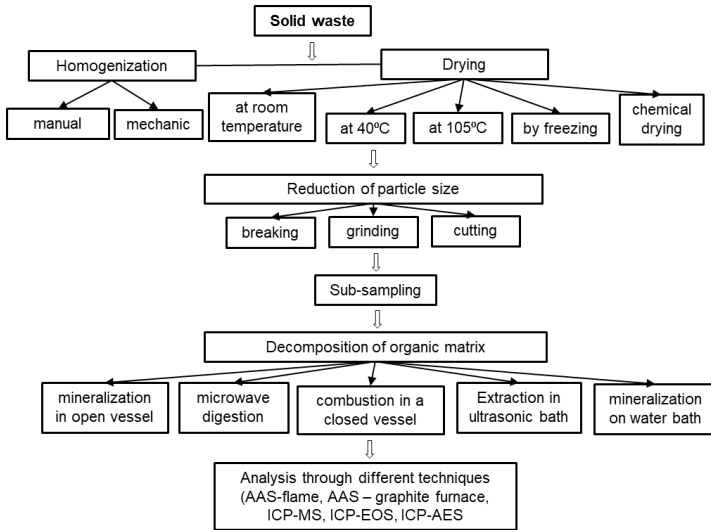 Solid waste
Homogenization
Drying
manual
mechanic
at room
temperature
at 40ºC
at 105ºC
by freezing
chemical
drying
Reduction of particle size
breaking
grinding
cutting
Sub-sampling
Decomposition of organic matrix
mineralization
in open vessel
microwave
digestion
combustion in a
closed vessel
Extraction in
ultrasonic bath
mineralization
on water bath
Analysis through different techniques
(AAS-flame, AAS – graphite furnace,
ICP-MS, ICP-EOS, ICP-AES